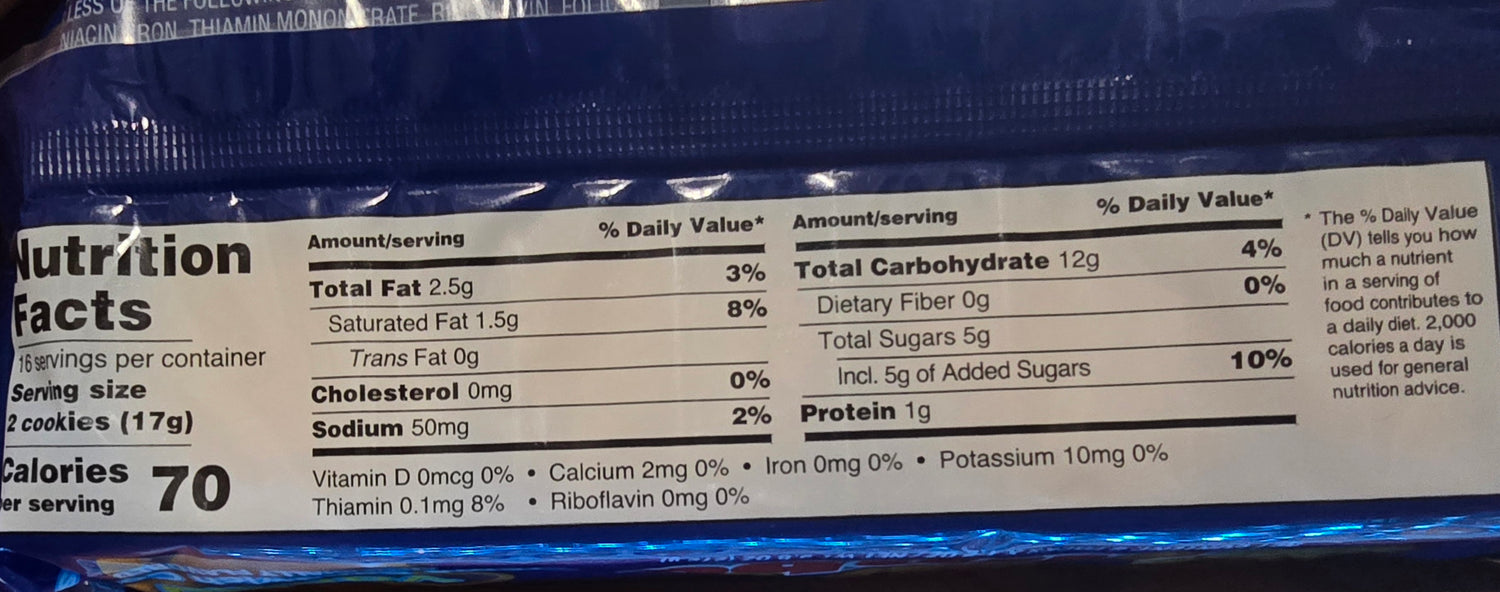 LESS
NIACIN IRON THIAMIN MONON
Nutrition
Facts
16 servings per container
Serving size
2 cookies (17g)
Calories
per serving
70
Amount/serving % Daily Value*
Total Fat 2.5g 3%
Saturated Fat 1.5g 8%
Trans Fat 0g
Cholesterol 0mg 0%
Sodium 50mg 2%
Amount/serving % Daily Value*
Total Carbohydrate 12g 4%
Dietary Fiber 0g 0%
Total Sugars 5g
Incl. 5g of Added Sugars 10%
Protein 1g
Vitamin D 0mcg 0% • Calcium 2mg 0% • Iron 0mg 0% • Potassium 10mg 0%
Thiamin 0.1mg 8% • Riboflavin 0mg 0%
* The % Daily Value
(DV) tells you how
much a nutrient
in a serving of
food contributes to
a daily diet. 2,000
calories a day is
used for general
nutrition advice.